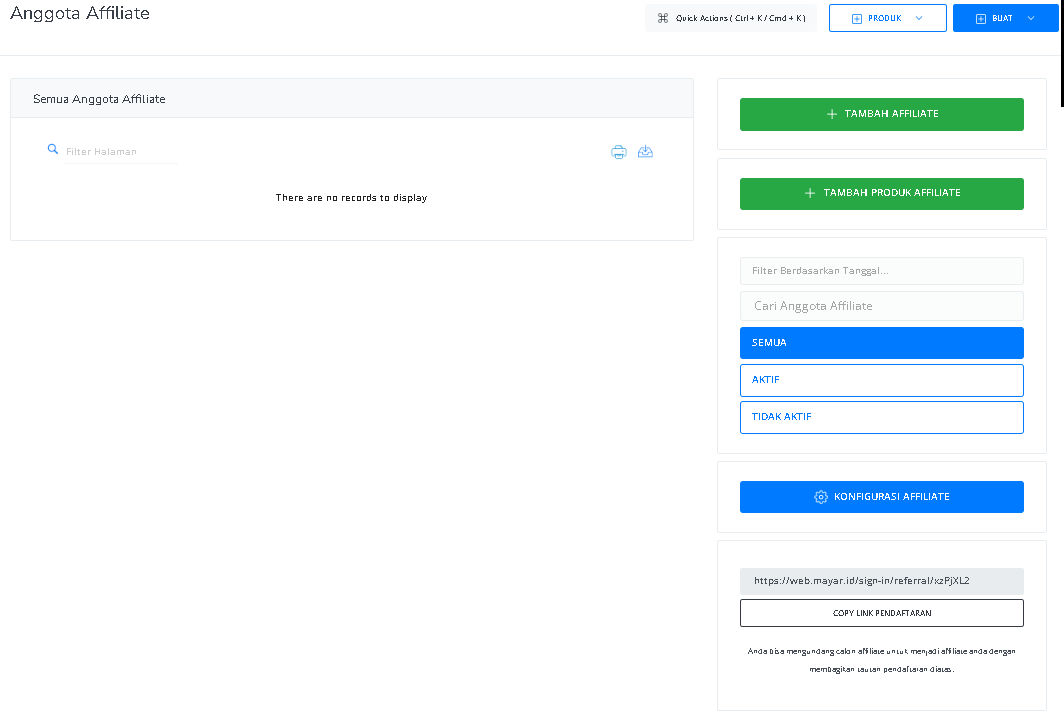 Anggota Affiliate
Quick Actions ( Ctrl + K / Cmd + K )
PRODUK
BUAT
Semua Anggota Affiliate
Filter Halaman
There are no records to display
TAMBAH AFFILIATE
TAMBAH PRODUK AFFILIATE
Filter Berdasarkan Tanggal...
Cari Anggota Affiliate
SEMUA
AKTIF
TIDAK AKTIF
KONFIGURASI AFFILIATE
https://web.mayar.id/sign-in/referral/xzPjXL2
COPY LINK PENDAFTARAN
Anda bisa mengundang calon affiliate untuk menjadi affiliate anda dengan
membagikan tautan pendaftaran diatas.